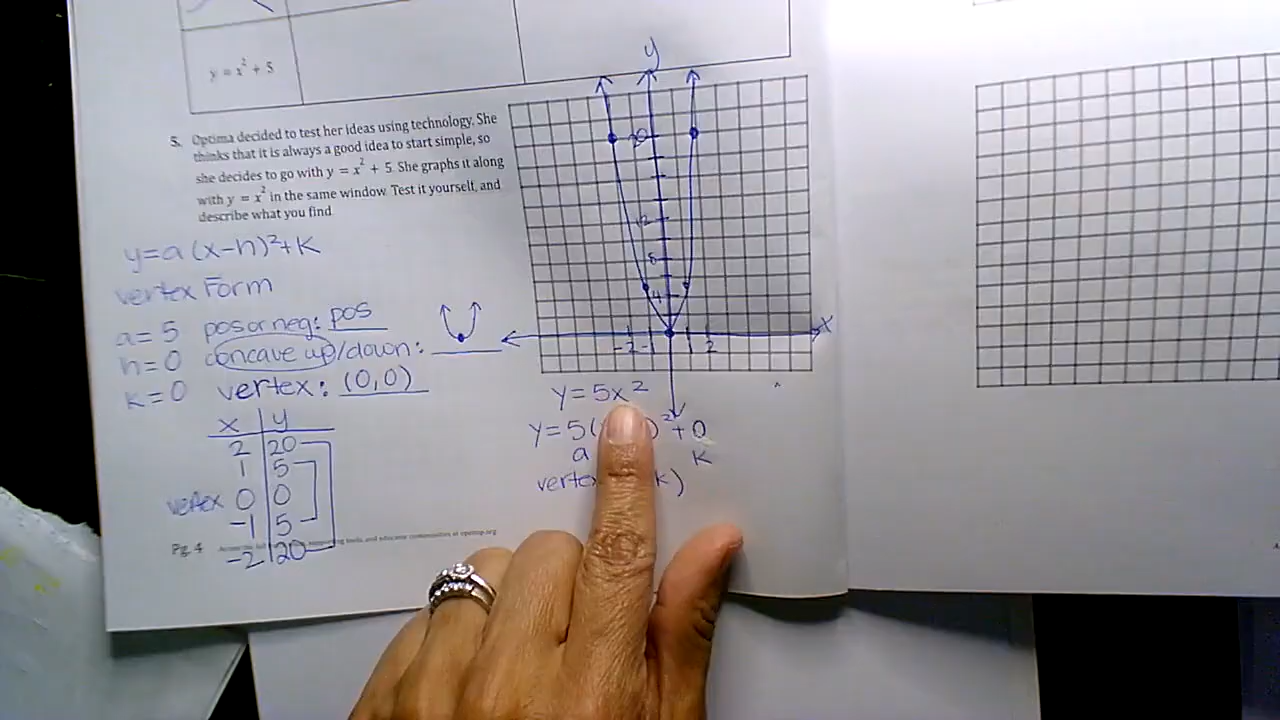 y = x² + 5
5. Optima decided to test her ideas using technology. She
thinks that it is always a good idea to start simple, so
she decides to go with y = x² + 5. She graphs it along
with y = x² in the same window. Test it yourself, and
describe what you find.
y=a(x-h)²+k
vertex Form
a=5 pos or neg: pos
h=0 concave up/down:
k=0 vertex: (0,0)
x y
2 20
1 5
vertex 0 0
-1 5
-2 20
Pg. 4
y
20
12
8
4
-2 -1 1 2
x
y=5x²
y=5( )²+0
a k
vertex k)